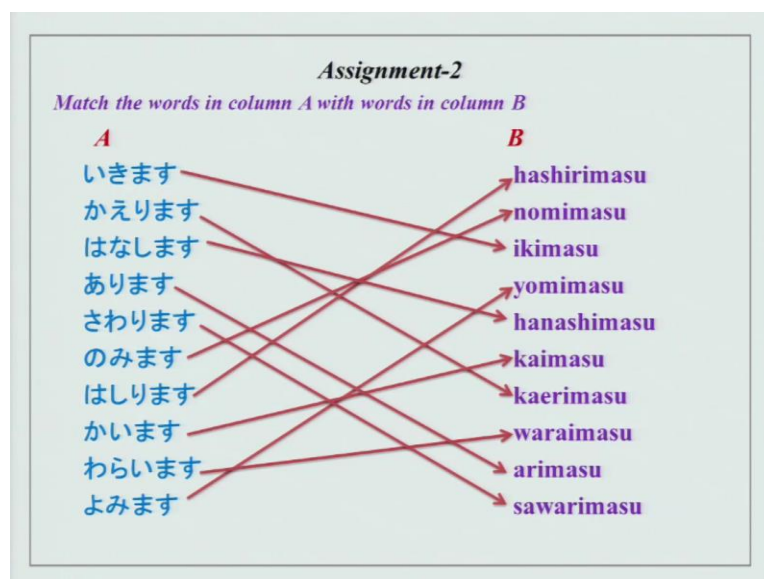 Assignment-2
Match the words in column A with words in column B
A B
いきます hashirimasu
かえります nomimasu
はなします ikimasu
あります yomimasu
さわります hanashimasu
のみます kaimasu
はしります kaerimasu
かいます waraimasu
わらいます arimasu
よみます sawarimasu